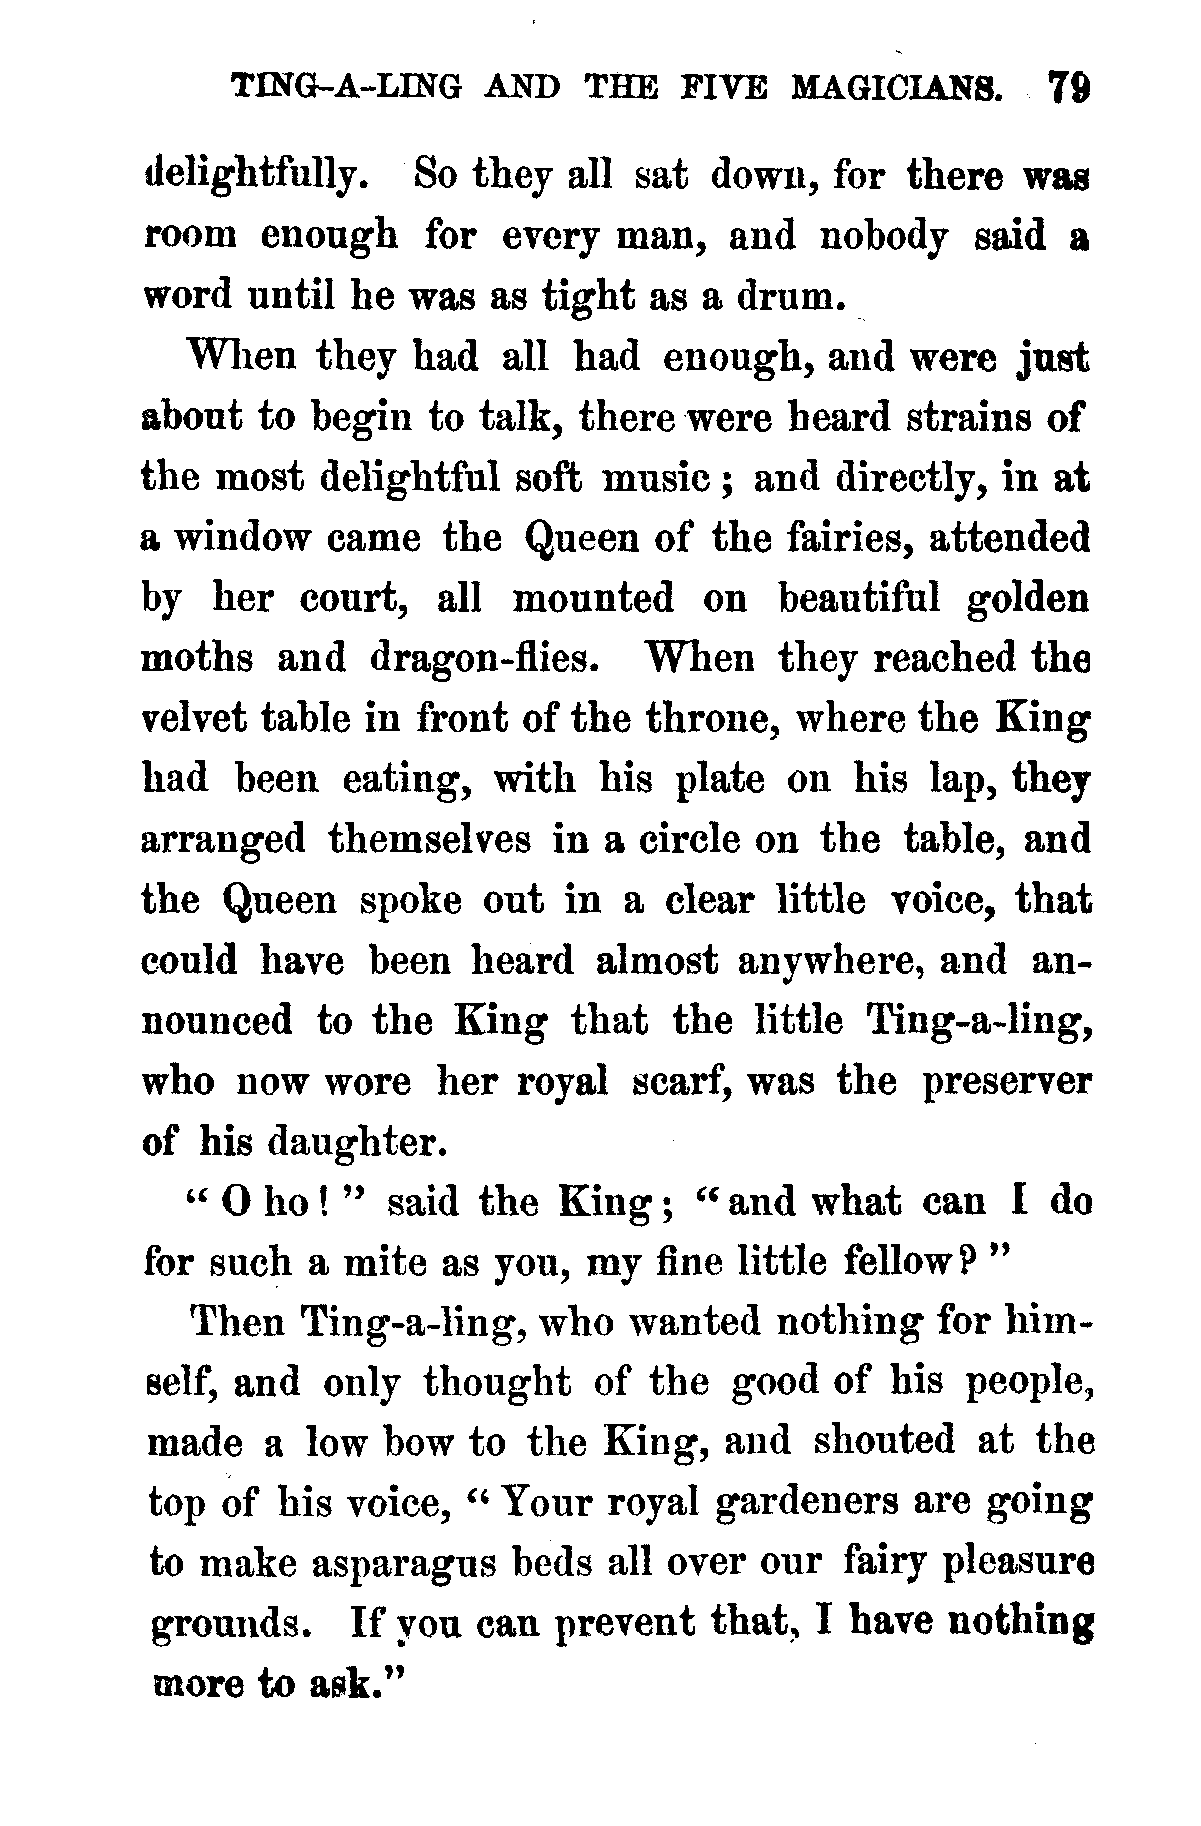 TING-A-LING AND THE FIVE MAGICIANS. 79
delightfully. So they all sat down, for there was
room enough for every man, and nobody said a
word until he was as tight as a drum.
When they had all had enough, and were just
about to begin to talk, there were heard strains of
the most delightful soft music ; and directly, in at
a window came the Queen of the fairies, attended
by her court, all mounted on beautiful golden
moths and dragon-flies. When they reached the
velvet table in front of the throne, where the King
had been eating, with his plate on his lap, they
arranged themselves in a circle on the table, and
the Queen spoke out in a clear little voice, that
could have been heard almost anywhere, and an-
nounced to the King that the little Ting-a-ling,
who now wore her royal scarf, was the preserver
of his daughter.
“ O ho ! ” said the King ; “ and what can I do
for such a mite as you, my fine little fellow ? ”
Then Ting-a-ling, who wanted nothing for him-
self, and only thought of the good of his people,
made a low bow to the King, and shouted at the
top of his voice, “ Your royal gardeners are going
to make asparagus beds all over our fairy pleasure
grounds. If you can prevent that, I have nothing
more to ask.”